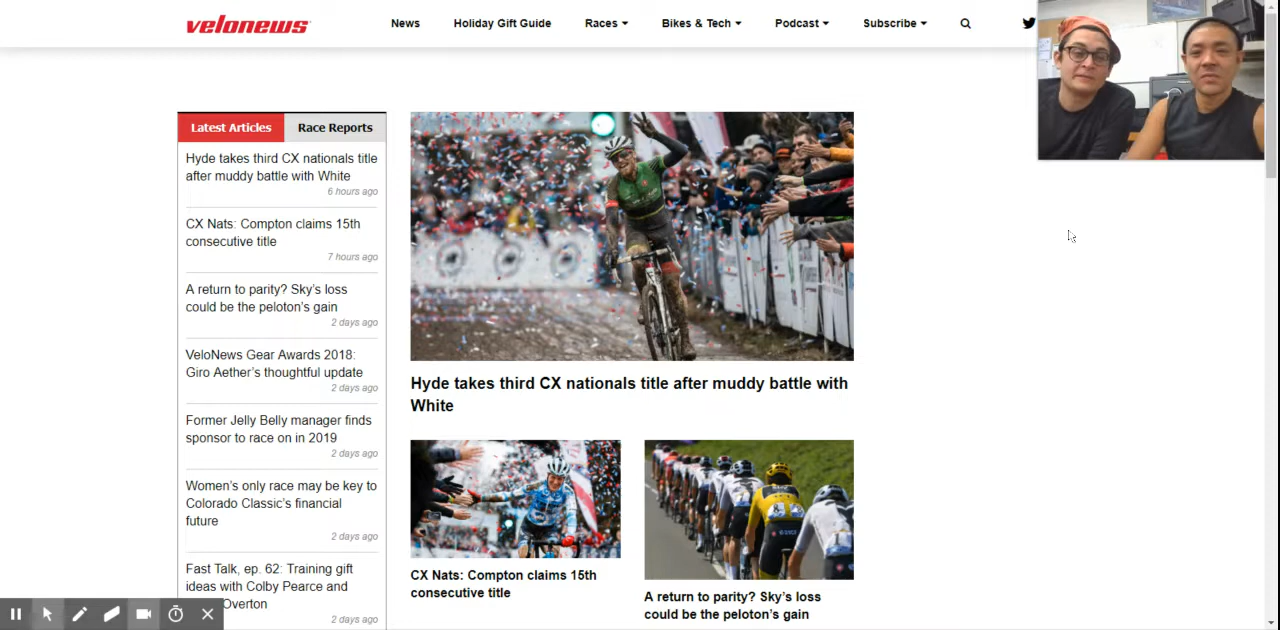 velonews
News
Holiday Gift Guide
Races
Bikes & Tech
Podcast
Subscribe
Latest Articles
Race Reports
Hyde takes third CX nationals title
after muddy battle with White
6 hours ago
CX Nats: Compton claims 15th
consecutive title
7 hours ago
A return to parity? Sky's loss
could be the peloton's gain
2 days ago
VeloNews Gear Awards 2018:
Giro Aether's thoughtful update
2 days ago
Former Jelly Belly manager finds
sponsor to race on in 2019
2 days ago
Women's only race may be key to
Colorado Classic's financial
future
2 days ago
Fast Talk, ep. 62: Training gift
ideas with Colby Pearce and
Overton
2 days ago
Hyde takes third CX nationals title after muddy battle with
White
CX Nats: Compton claims 15th
consecutive title
A return to parity? Sky's loss
could be the peloton's gain